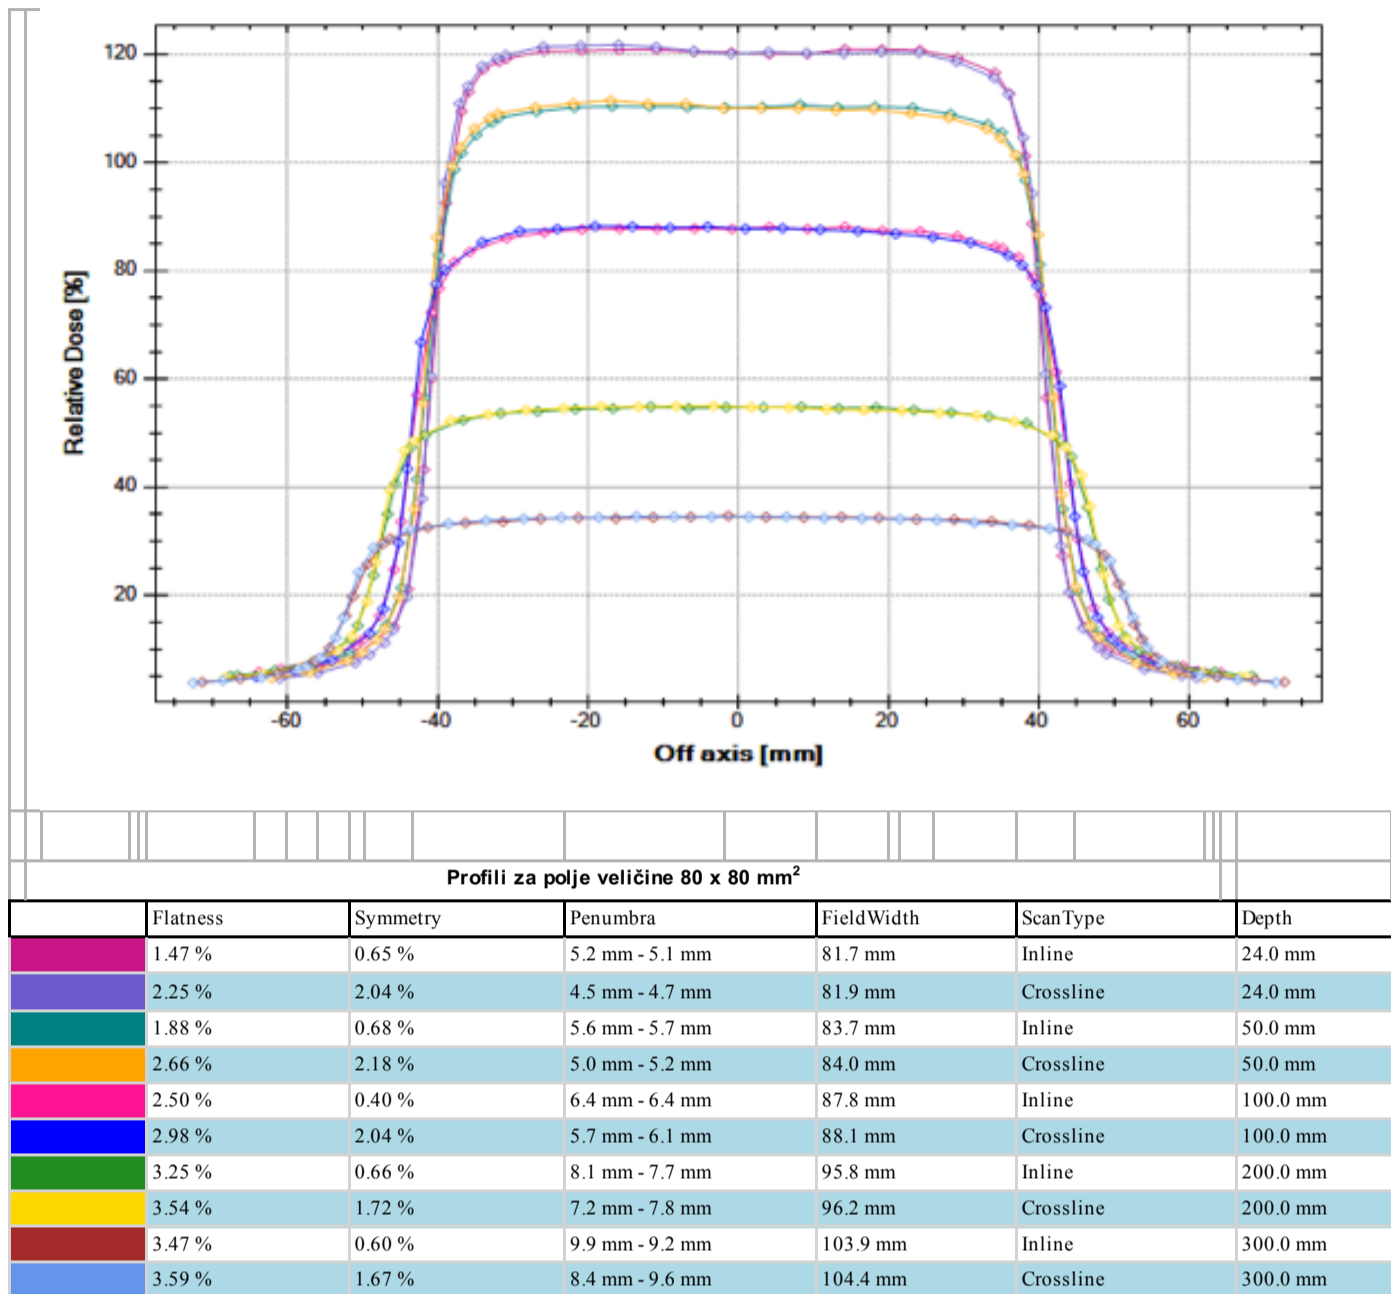 120
100
80
60
40
20
Relative Dose [%]
-60 -40 -20 0 20 40 60
Off axis [mm]
Profili za polje veličine 80 x 80 mm²
Flatness Symmetry Penumbra FieldWidth ScanType Depth
1.47 % 0.65 % 5.2 mm - 5.1 mm 81.7 mm Inline 24.0 mm
2.25 % 2.04 % 4.5 mm - 4.7 mm 81.9 mm Crossline 24.0 mm
1.88 % 0.68 % 5.6 mm - 5.7 mm 83.7 mm Inline 50.0 mm
2.66 % 2.18 % 5.0 mm - 5.2 mm 84.0 mm Crossline 50.0 mm
2.50 % 0.40 % 6.4 mm - 6.4 mm 87.8 mm Inline 100.0 mm
2.98 % 2.04 % 5.7 mm - 6.1 mm 88.1 mm Crossline 100.0 mm
3.25 % 0.66 % 8.1 mm - 7.7 mm 95.8 mm Inline 200.0 mm
3.54 % 1.72 % 7.2 mm - 7.8 mm 96.2 mm Crossline 200.0 mm
3.47 % 0.60 % 9.9 mm - 9.2 mm 103.9 mm Inline 300.0 mm
3.59 % 1.67 % 8.4 mm - 9.6 mm 104.4 mm Crossline 300.0 mm